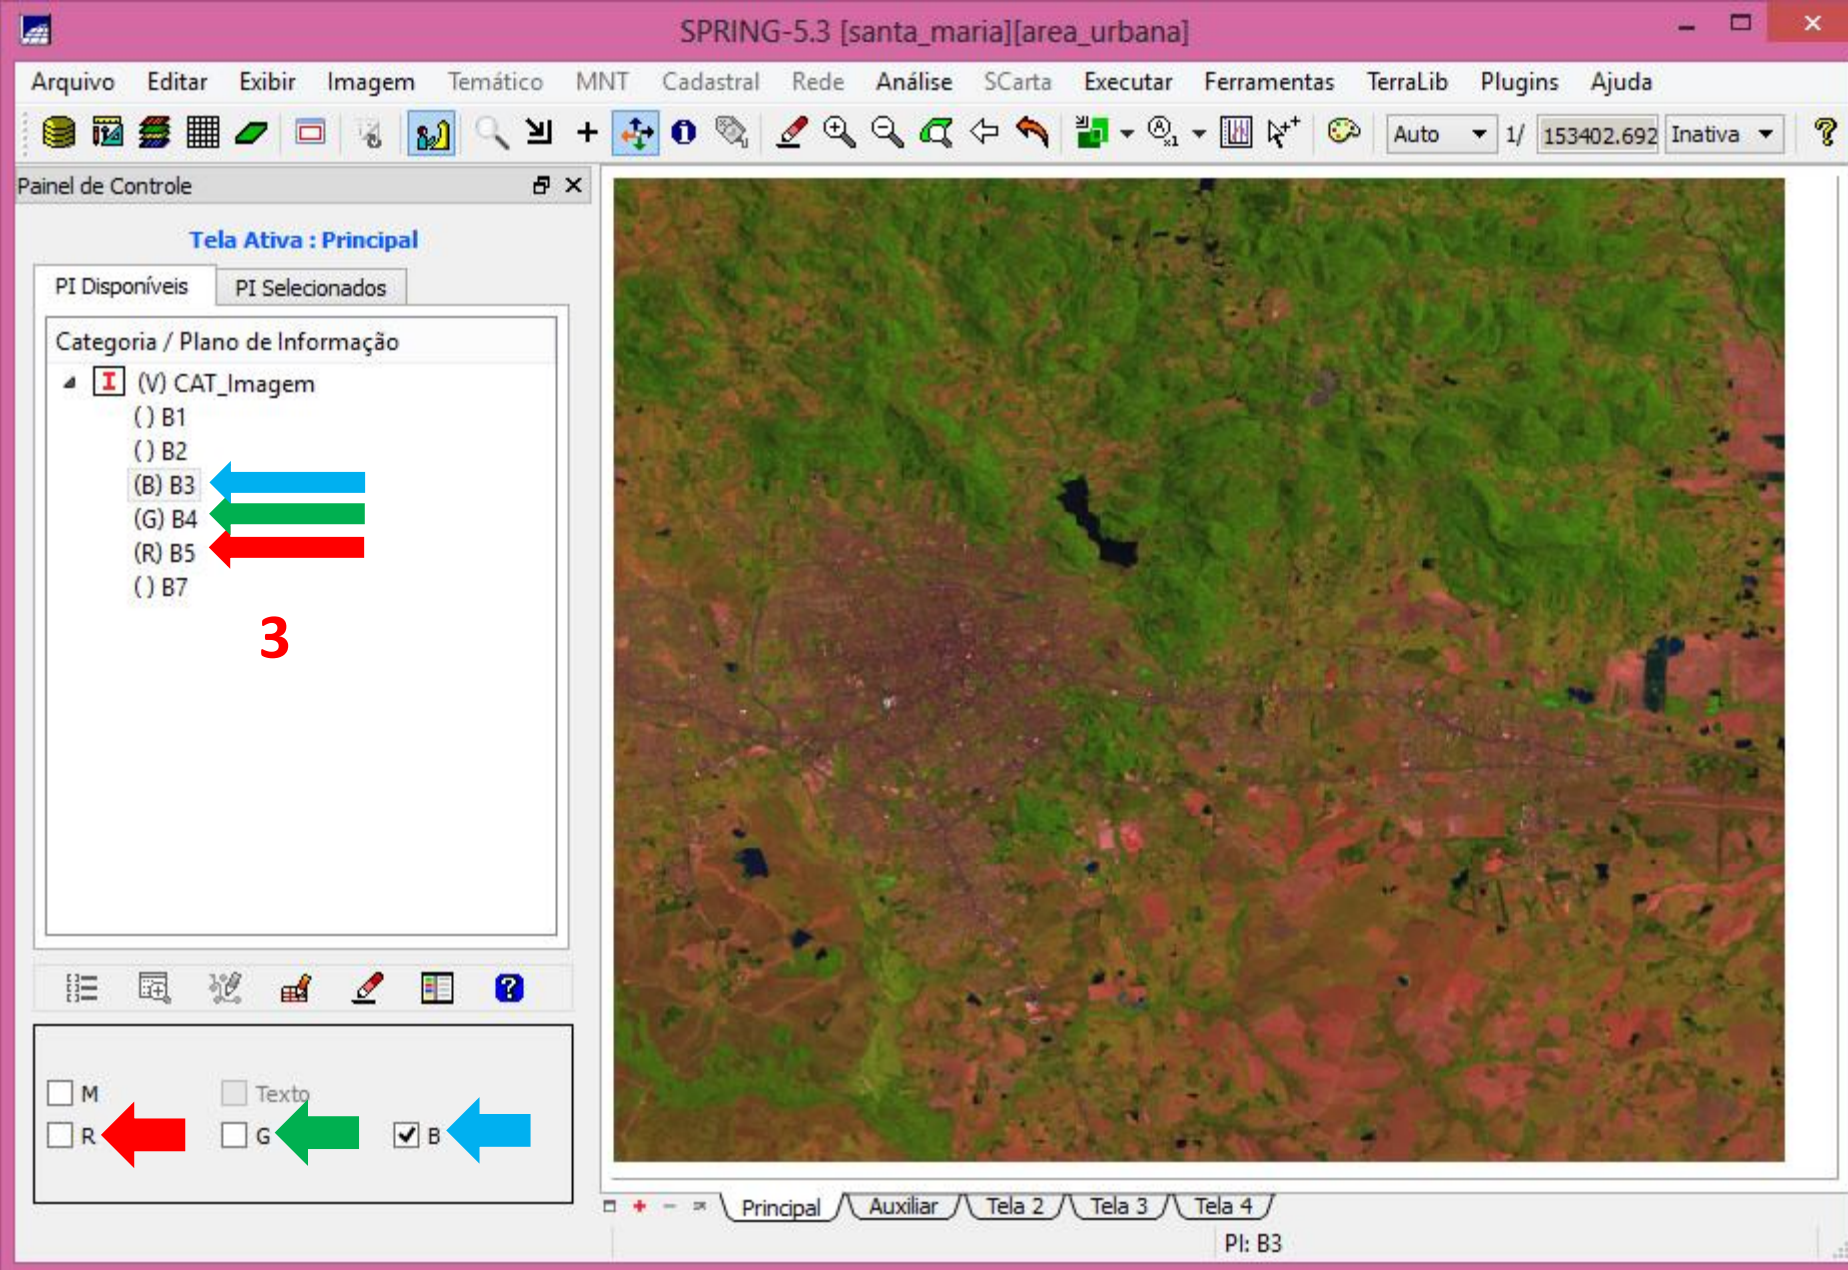 SPRING-5.3 [santa_maria][area_urbana]
Arquivo Editar Exibir Imagem Temático MNT Cadastral Rede Análise SCarta Executar Ferramentas TerraLib Plugins Ajuda
Auto 1/ 153402.692 Inativa
Painel de Controle
Tela Ativa : Principal
PI Disponíveis PI Selecionados
Categoria / Plano de Informação
(V) CAT_Imagem
( ) B1
( ) B2
(B) B3
(G) B4
(R) B5
( ) B7
3
M Texto
R G B
Principal Auxiliar Tela 2 Tela 3 Tela 4
PI: B3